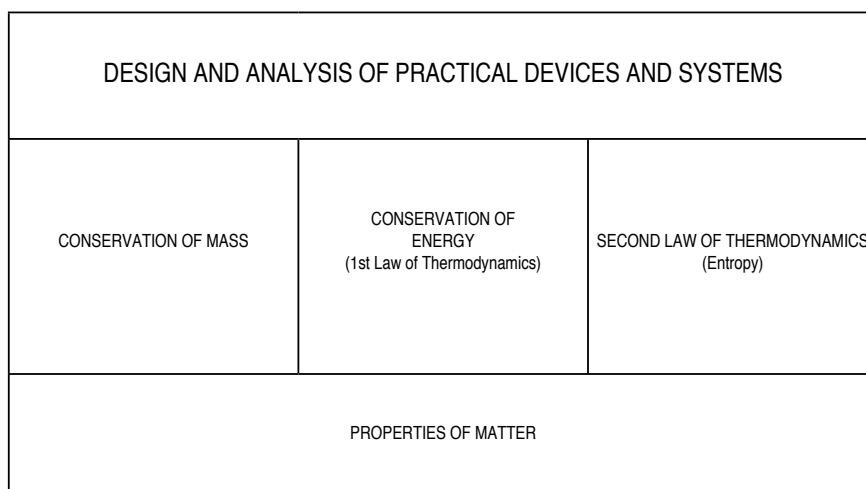 DESIGN AND ANALYSIS OF PRACTICAL DEVICES AND SYSTEMS
CONSERVATION OF MASS
CONSERVATION OF
ENERGY
(1st Law of Thermodynamics)
SECOND LAW OF THERMODYNAMICS
(Entropy)
PROPERTIES OF MATTER